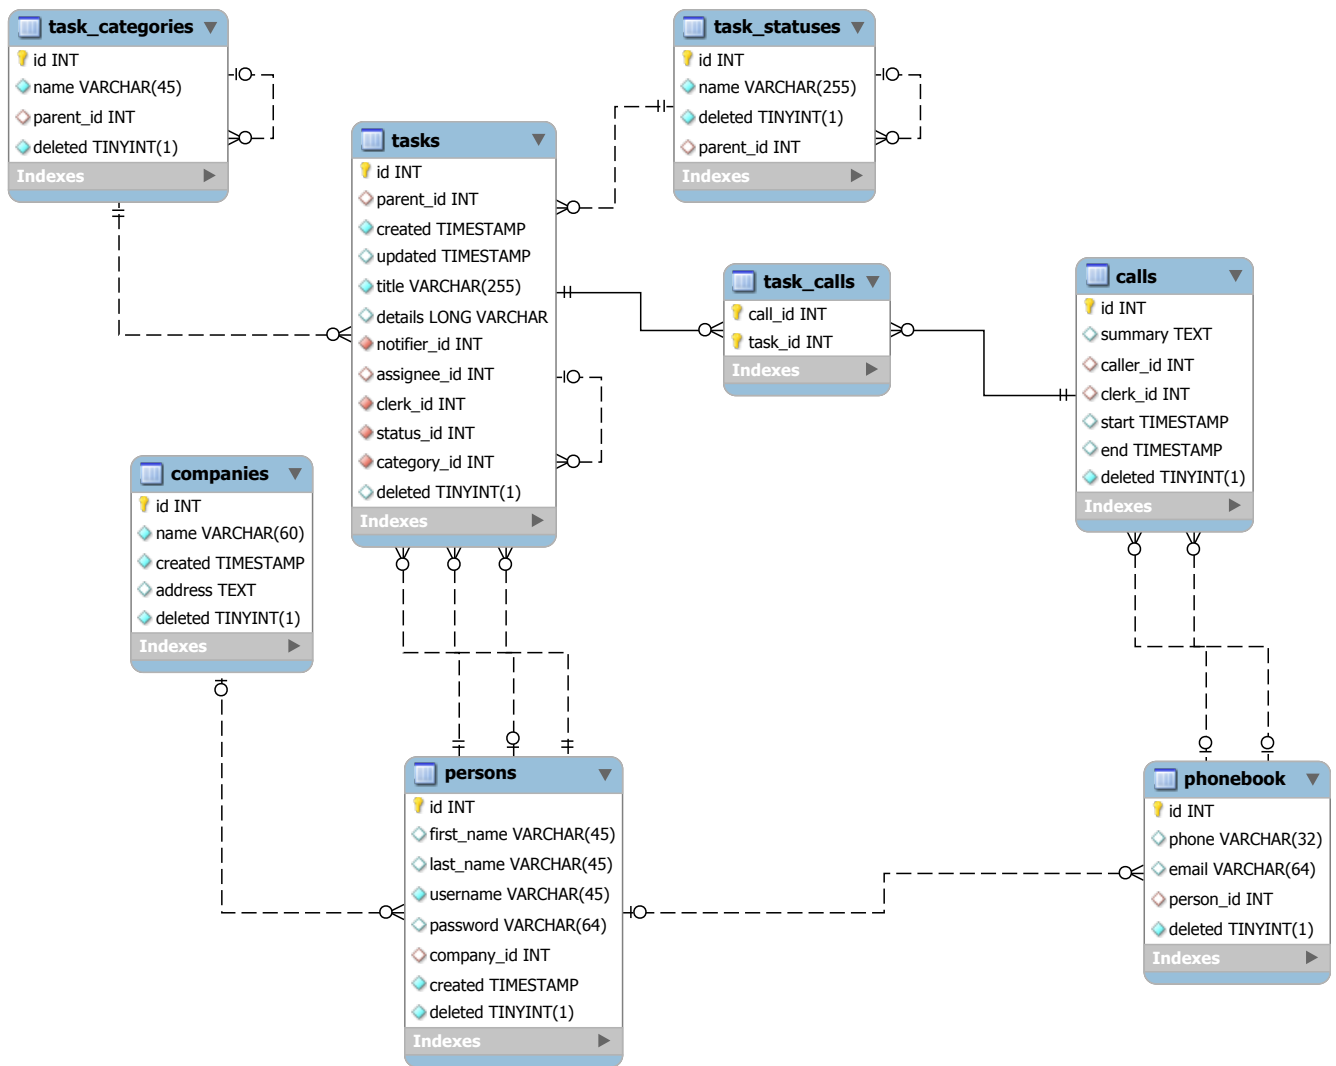 task_categories
id INT
name VARCHAR(45)
parent_id INT
deleted TINYINT(1)
Indexes
task_statuses
id INT
name VARCHAR(255)
deleted TINYINT(1)
parent_id INT
Indexes
tasks
id INT
parent_id INT
created TIMESTAMP
updated TIMESTAMP
title VARCHAR(255)
details LONG VARCHAR
notifier_id INT
assignee_id INT
clerk_id INT
status_id INT
category_id INT
deleted TINYINT(1)
Indexes
task_calls
call_id INT
task_id INT
Indexes
calls
id INT
summary TEXT
caller_id INT
clerk_id INT
start TIMESTAMP
end TIMESTAMP
deleted TINYINT(1)
Indexes
companies
id INT
name VARCHAR(60)
created TIMESTAMP
address TEXT
deleted TINYINT(1)
Indexes
persons
id INT
first_name VARCHAR(45)
last_name VARCHAR(45)
username VARCHAR(45)
password VARCHAR(64)
company_id INT
created TIMESTAMP
deleted TINYINT(1)
Indexes
phonebook
id INT
phone VARCHAR(32)
email VARCHAR(64)
person_id INT
deleted TINYINT(1)
Indexes